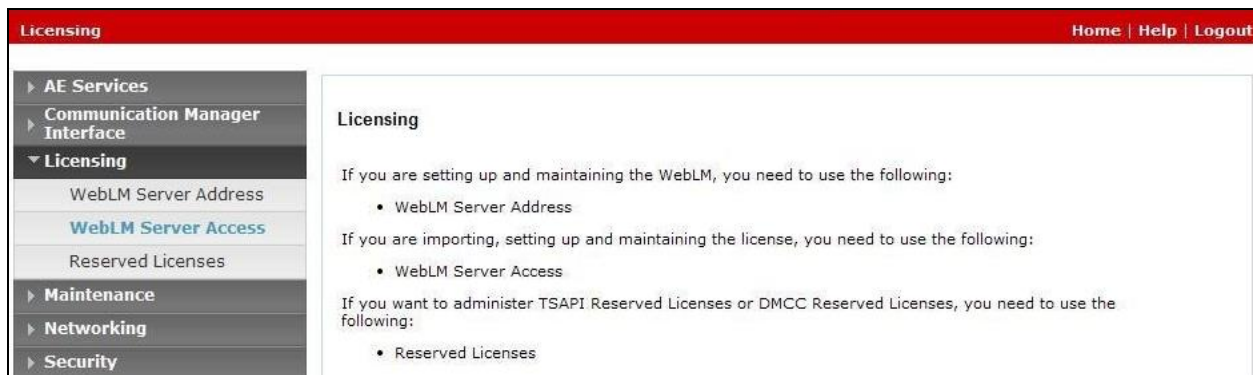 Licensing
Home | Help | Logout
AE Services
Communication Manager
Interface
Licensing
WebLM Server Address
WebLM Server Access
Reserved Licenses
Maintenance
Networking
Security
Licensing
If you are setting up and maintaining the WebLM, you need to use the following:
• WebLM Server Address
If you are importing, setting up and maintaining the license, you need to use the following:
• WebLM Server Access
If you want to administer TSAPI Reserved Licenses or DMCC Reserved Licenses, you need to use the
following:
• Reserved Licenses